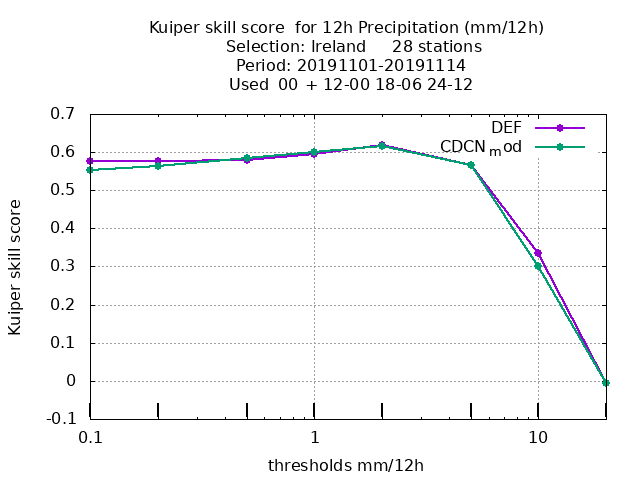 Kuiper skill score  for 12h Precipitation (mm/12h)
Selection: Ireland     28 stations
Period: 20191101-20191114
Used  00 + 12-00 18-06 24-12
DEF
CDCN_mod
Kuiper skill score
0.7
0.6
0.5
0.4
0.3
0.2
0.1
0
-0.1
0.1 1 10
thresholds mm/12h